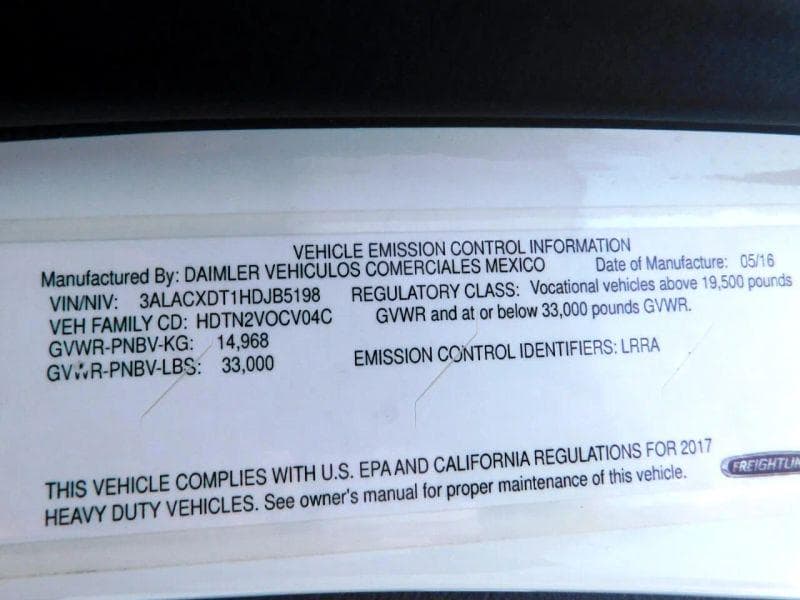 VEHICLE EMISSION CONTROL INFORMATION
Manufactured By: DAIMLER VEHICULOS COMERCIALES MEXICO Date of Manufacture: 05/16
VIN/NIV: 3ALACXDT1HDJB5198 REGULATORY CLASS: Vocational vehicles above 19,500 pounds
VEH FAMILY CD: HDTN2VOCV04C GVWR and at or below 33,000 pounds GVWR.
GVWR-PNBV-KG: 14,968
GVWR-PNBV-LBS: 33,000 EMISSION CONTROL IDENTIFIERS: LRRA
THIS VEHICLE COMPLIES WITH U.S. EPA AND CALIFORNIA REGULATIONS FOR 2017
HEAVY DUTY VEHICLES. See owner's manual for proper maintenance of this vehicle.
FREIGHTLIN